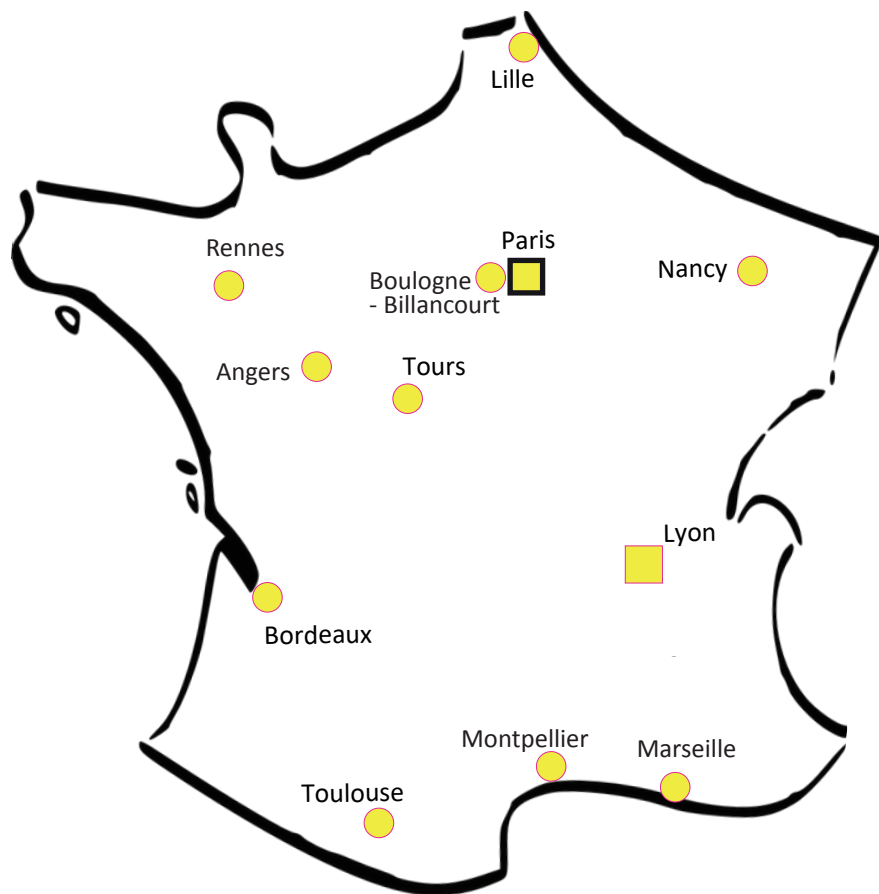 Lille
Rennes
Paris
Boulogne
- Billancourt
Nancy
Angers
Tours
Lyon
Bordeaux
Montpellier
Marseille
Toulouse